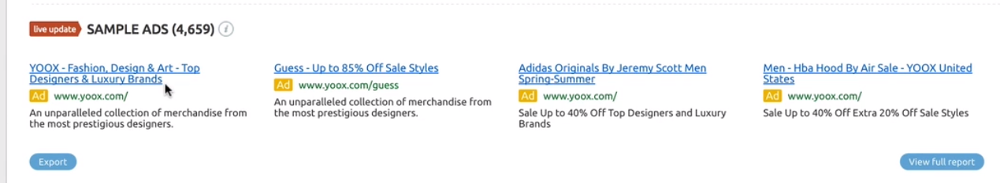 live update SAMPLE ADS (4,659) i
YOOX - Fashion, Design & Art - Top
Designers & Luxury Brands
Ad www.yoox.com/
An unparalleled collection of merchandise from
the most prestigious designers.
Guess - Up to 85% Off Sale Styles
Ad www.yoox.com/guess
An unparalleled collection of merchandise from
the most prestigious designers.
Adidas Originals By Jeremy Scott Men
Spring-Summer
Ad www.yoox.com/
Sale Up to 40% Off Top Designers and Luxury
Brands
Men - Hba Hood By Air Sale - YOOX United
States
Ad www.yoox.com/
Sale Up to 40% Off Extra 20% Off Sale Styles
Export
View full report